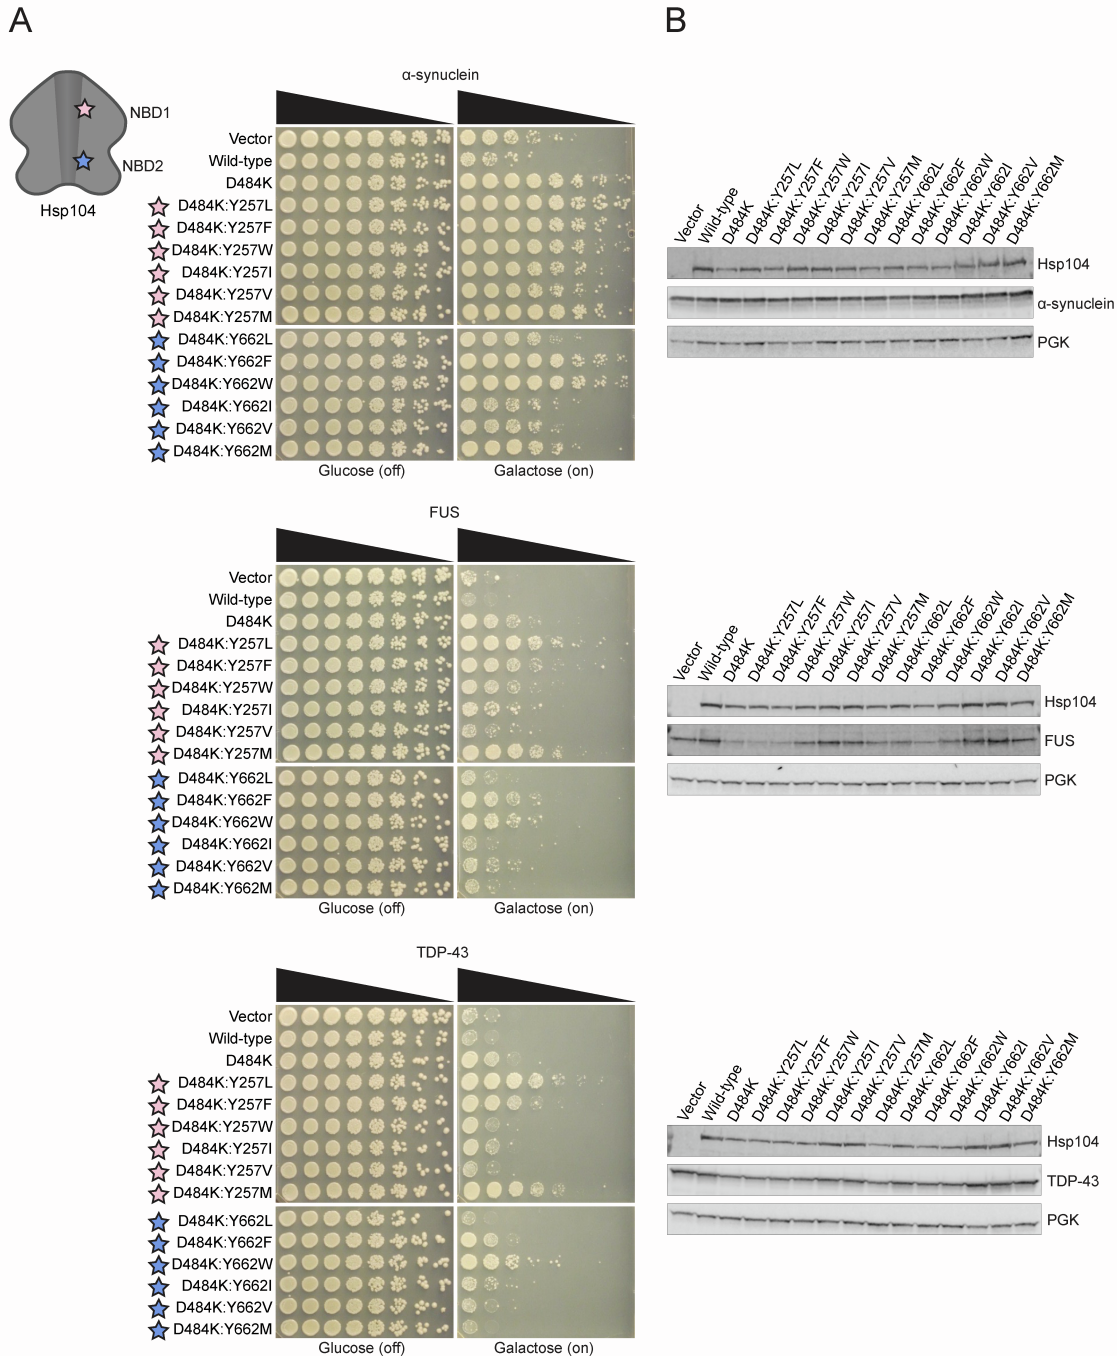 A
B
NBD1
NBD2
Hsp104
α-synuclein
Vector
Wild-type
D484K
D484K:Y257L
D484K:Y257F
D484K:Y257W
D484K:Y257I
D484K:Y257V
D484K:Y257M
D484K:Y662L
D484K:Y662F
D484K:Y662W
D484K:Y662I
D484K:Y662V
D484K:Y662M
Glucose (off)
Galactose (on)
Vector
Wild-type
D484K
D484K:Y257L
D484K:Y257F
D484K:Y257W
D484K:Y257I
D484K:Y257V
D484K:Y257M
D484K:Y662L
D484K:Y662F
D484K:Y662W
D484K:Y662I
D484K:Y662V
D484K:Y662M
Hsp104
α-synuclein
PGK
FUS
Vector
Wild-type
D484K
D484K:Y257L
D484K:Y257F
D484K:Y257W
D484K:Y257I
D484K:Y257V
D484K:Y257M
D484K:Y662L
D484K:Y662F
D484K:Y662W
D484K:Y662I
D484K:Y662V
D484K:Y662M
Glucose (off)
Galactose (on)
Vector
Wild-type
D484K
D484K:Y257L
D484K:Y257F
D484K:Y257W
D484K:Y257I
D484K:Y257V
D484K:Y257M
D484K:Y662L
D484K:Y662F
D484K:Y662W
D484K:Y662I
D484K:Y662V
D484K:Y662M
Hsp104
FUS
PGK
TDP-43
Vector
Wild-type
D484K
D484K:Y257L
D484K:Y257F
D484K:Y257W
D484K:Y257I
D484K:Y257V
D484K:Y257M
D484K:Y662L
D484K:Y662F
D484K:Y662W
D484K:Y662I
D484K:Y662V
D484K:Y662M
Glucose (off)
Galactose (on)
Vector
Wild-type
D484K
D484K:Y257L
D484K:Y257F
D484K:Y257W
D484K:Y257I
D484K:Y257V
D484K:Y257M
D484K:Y662L
D484K:Y662F
D484K:Y662W
D484K:Y662I
D484K:Y662V
D484K:Y662M
Hsp104
TDP-43
PGK